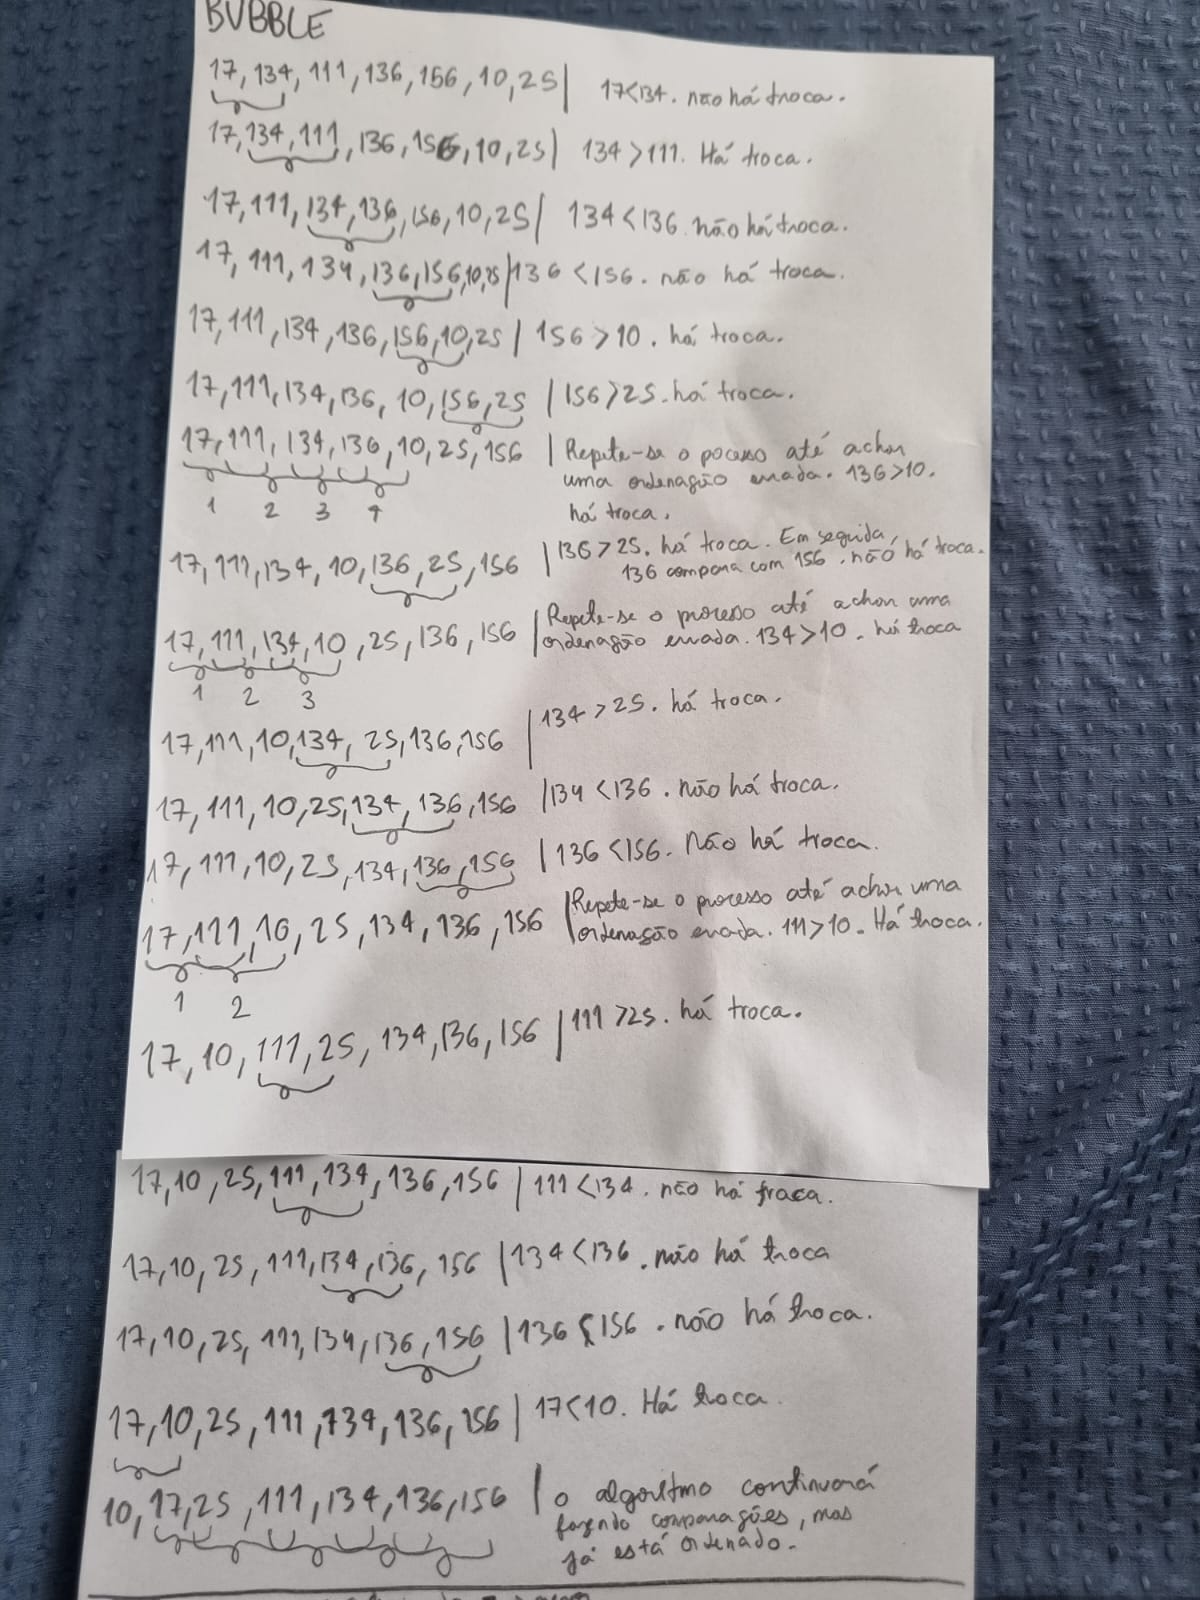 BUBBLE
17, 134, 111, 136, 156, 10, 25 | 17<134. não há troca.
17, 134, 111, 136, 156, 10, 25 | 134 > 111. Há troca.
17, 111, 134, 136, 156, 10, 25 | 134 < 136. não há troca.
17, 111, 134, 136, 156, 10, 25 | 136 < 156. não há troca.
17, 111, 134, 136, 156, 10, 25 | 156 > 10. há troca.
17, 111, 134, 136, 10, 156, 25 | 156 > 25. há troca.
17, 111, 134, 136, 10, 25, 156 | Repete-se o pocesso até achar
uma ordenação errada. 136>10.
1 2 3 4 há troca.
17, 111, 134, 10, 136, 25, 156 | 136 > 25. há troca. Em seguida,
136 compara com 156. não há troca.
17, 111, 134, 10, 25, 136, 156 | Repete-se o processo até achar uma
ordenação errada. 134>10. há troca
1 2 3
17, 111, 10, 134, 25, 136, 156 | 134 > 25. há troca.
17, 111, 10, 25, 134, 136, 156 | 134 < 136. não há troca.
17, 111, 10, 25, 134, 136, 156 | 136 < 156. Não há troca.
17, 111, 10, 25, 134, 136, 156 | Repete-se o processo até achar uma
ordenação errada. 111>10. Há troca.
1 2
17, 10, 111, 25, 134, 136, 156 | 111 > 25. há troca.
17, 10, 25, 111, 134, 136, 156 | 111 < 134. não há troca.
17, 10, 25, 111, 134, 136, 156 | 134 < 136. não há troca
17, 10, 25, 111, 134, 136, 156 | 136 < 156. não há troca.
17, 10, 25, 111, 134, 136, 156 | 17<10. Há troca.
10, 17, 25, 111, 134, 136, 156 | o algoritmo continuará
fazendo comparações, mas
já está ordenado.